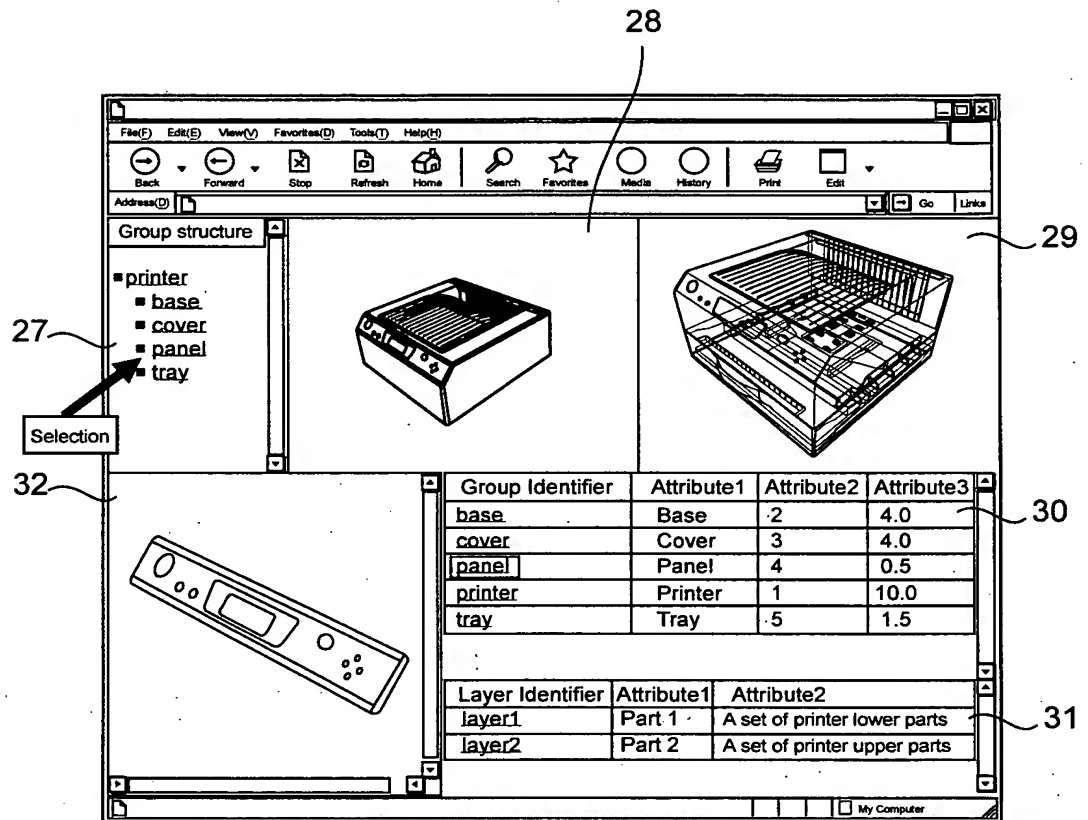 28
File(F) Edit(E) View(V) Favorites(D) Tools(T) Help(H)
Back Forward Stop Refresh Home Search Favorites Media History Print Edit
Address(D) Go Links
Group structure
29
printer
base
cover
27
panel
tray
Selection
32
Group Identifier Attribute1 Attribute2 Attribute3
base Base 2 4.0
30
cover Cover 3 4.0
panel Panel 4 0.5
printer Printer 1 10.0
tray Tray 5 1.5
Layer Identifier Attribute1 Attribute2
layer1 Part 1 A set of printer lower parts
31
layer2 Part 2 A set of printer upper parts
My Computer